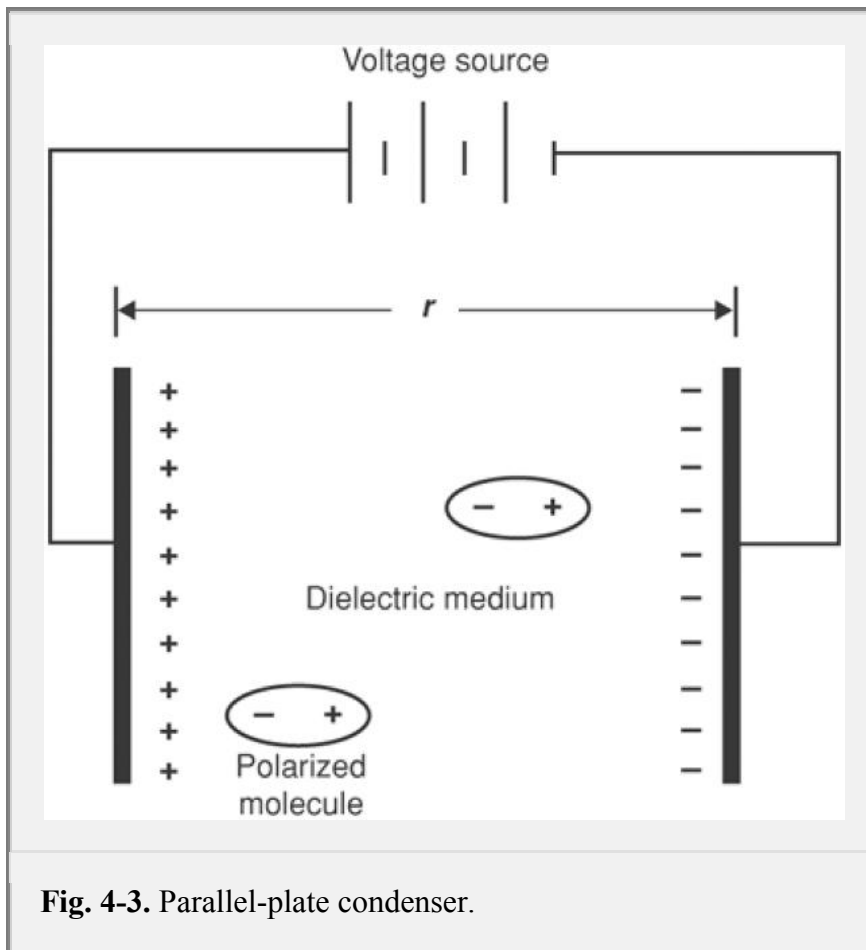 Voltage source
r
+ −
+ −
+ −
+ − + −
+ −
+ Dielectric medium −
+ −
+ − + −
+ −
Polarized
+ −
molecule
Fig. 4-3. Parallel-plate condenser.